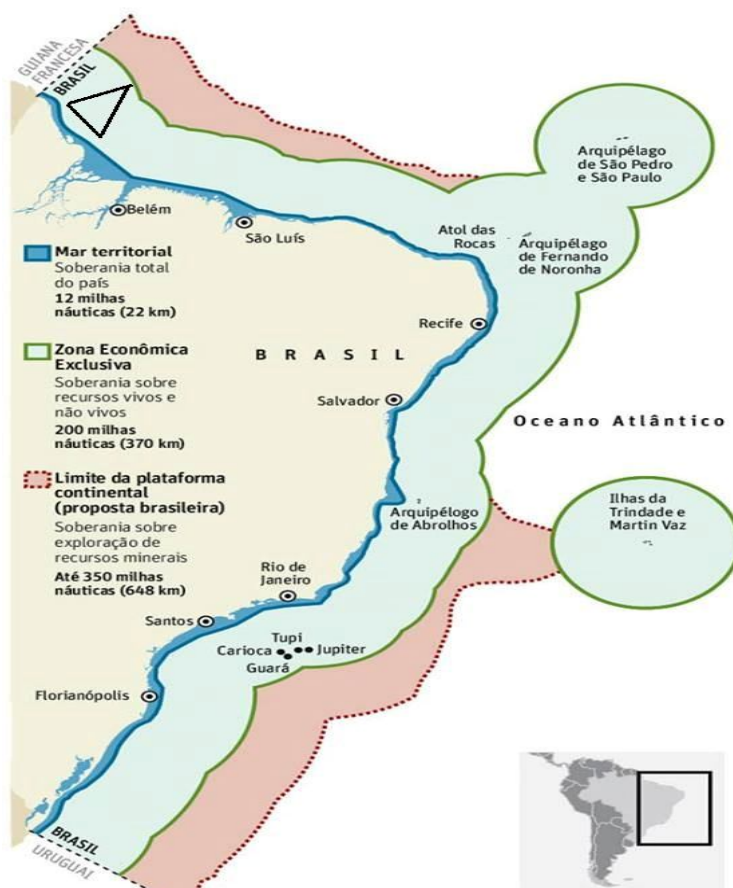 GUIANA
FRANCESA
BRASIL
Arquipélago
de São Pedro
e São Paulo
Belém
São Luís
Atol das
Rocas
Arquipélago
de Fernando
de Noronha
Mar territorial
Soberania total
do país
12 milhas
náuticas (22 km)
Recife
BRASIL
Zona Econômica
Exclusiva
Soberania sobre
recursos vivos e
não vivos
200 milhas
náuticas (370 km)
Salvador
Oceano Atlântico
Limite da plataforma
continental
(proposta brasileira)
Soberania sobre
exploração de
recursos minerais
Até 350 milhas
náuticas (648 km)
Arquipélogo
de Abrolhos
Ilhas da
Trindade e
Martin Vaz
Rio de
Janeiro
Santos
Tupi
Carioca
Jupiter
Guará
Florianópolis
BRASIL
URUGUAI